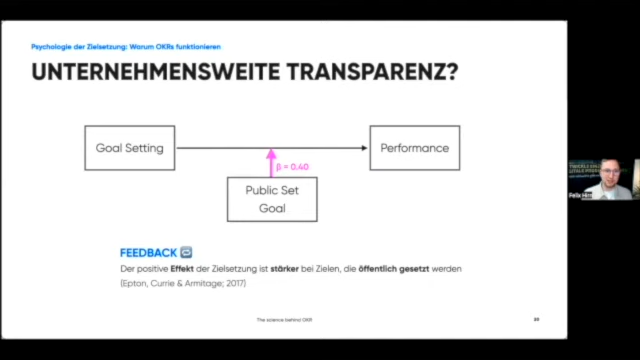 Psychologie der Zielsetzung: Warum OKRs funktionieren
UNTERNEHMENSWEITE TRANSPARENZ?
Goal Setting
Performance
β = 0.40
Public Set
Goal
FEEDBACK
Der positive Effekt der Zielsetzung ist stärker bei Zielen, die öffentlich gesetzt werden
(Epton, Currie & Armitage; 2017)
The science behind OKR
Felix